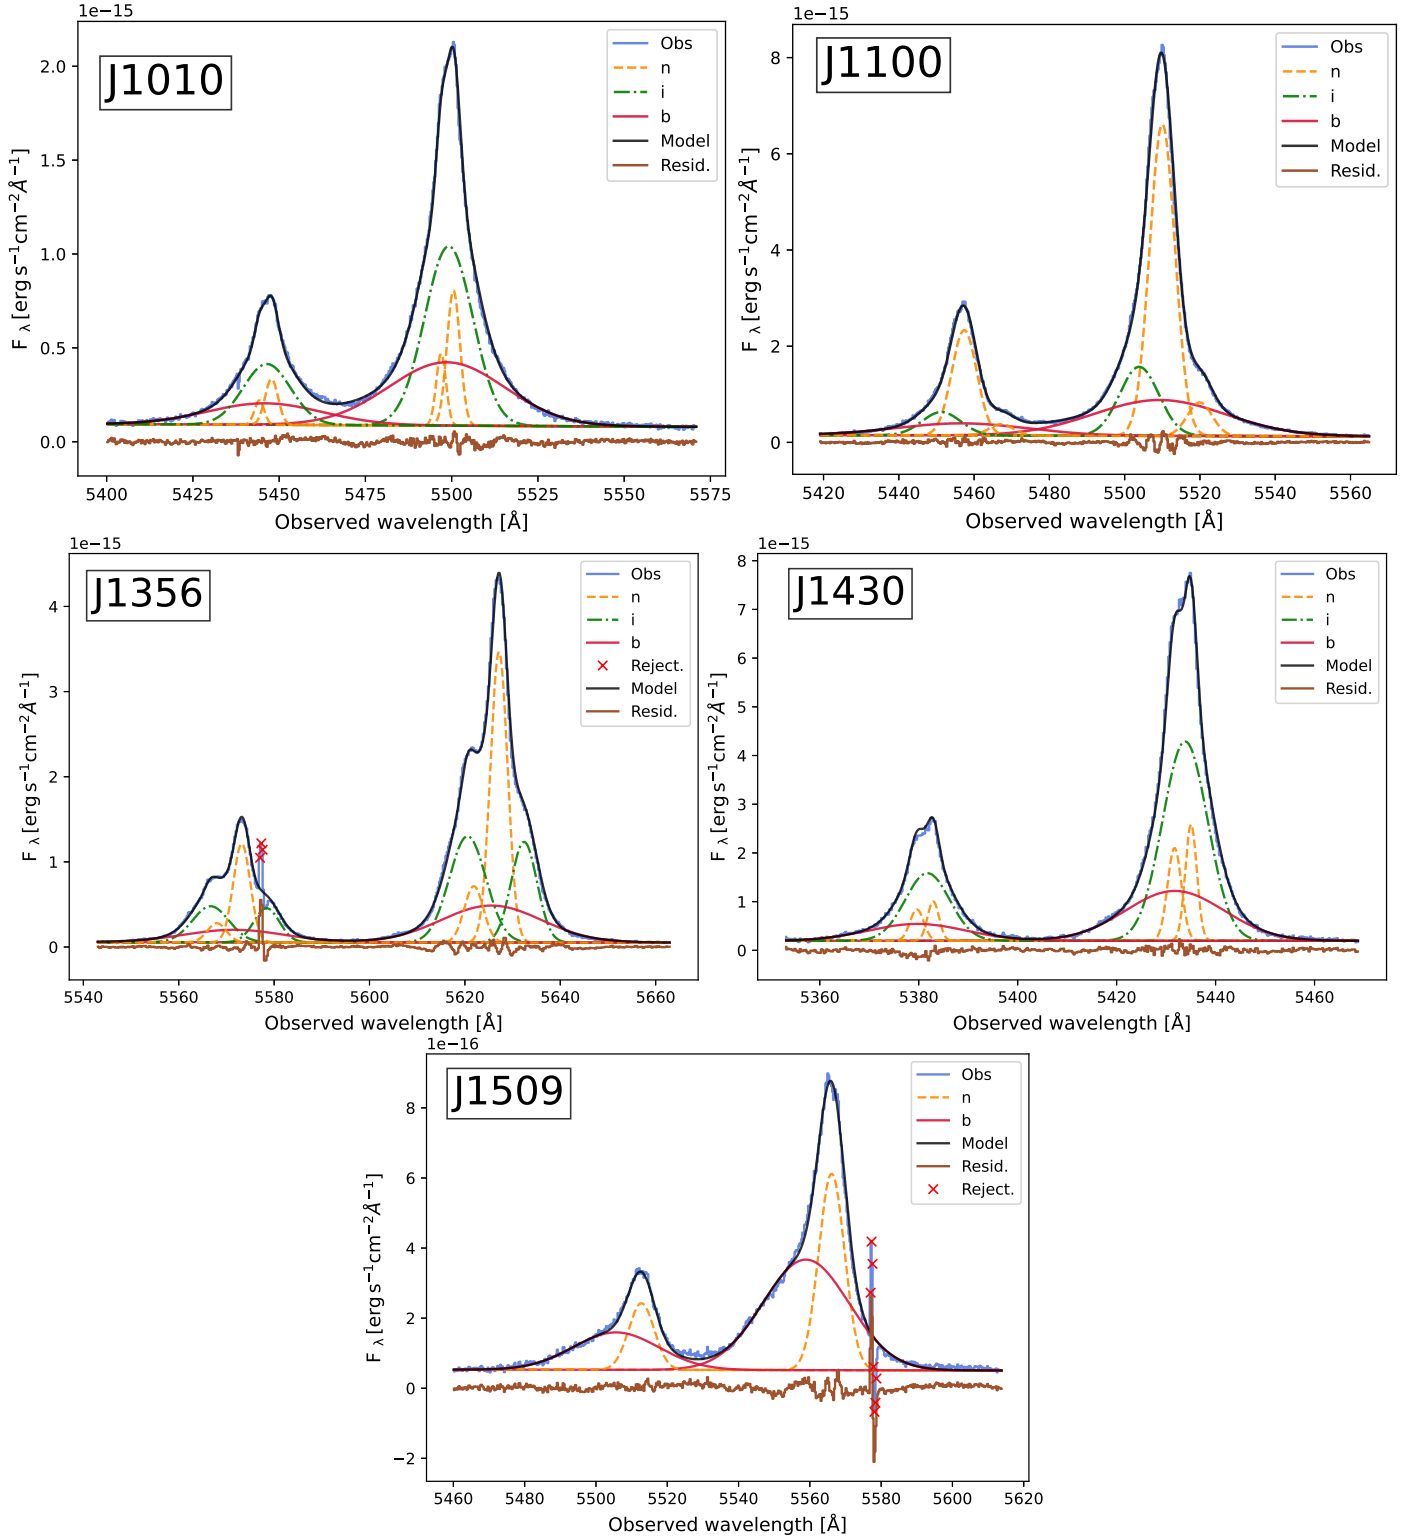 1e−15
J1010
Obs
n
i
b
Model
Resid.
2.0
1.5
1.0
0.5
0.0
F λ [erg s−1cm−2Å−1]
5400 5425 5450 5475 5500 5525 5550 5575
Observed wavelength [Å]
1e−15
J1100
Obs
n
i
b
Model
Resid.
8
6
4
2
0
F λ [erg s−1cm−2Å−1]
5420 5440 5460 5480 5500 5520 5540 5560
Observed wavelength [Å]
1e−15
J1356
Obs
n
i
b
Reject.
Model
Resid.
4
3
2
1
0
F λ [erg s−1cm−2Å−1]
5540 5560 5580 5600 5620 5640 5660
Observed wavelength [Å]
1e−15
J1430
Obs
n
i
b
Model
Resid.
8
7
6
5
4
3
2
1
0
F λ [erg s−1cm−2Å−1]
5360 5380 5400 5420 5440 5460
Observed wavelength [Å]
1e−16
J1509
Obs
n
b
Model
Resid.
Reject.
8
6
4
2
0
−2
F λ [erg s−1cm−2Å−1]
5460 5480 5500 5520 5540 5560 5580 5600 5620
Observed wavelength [Å]